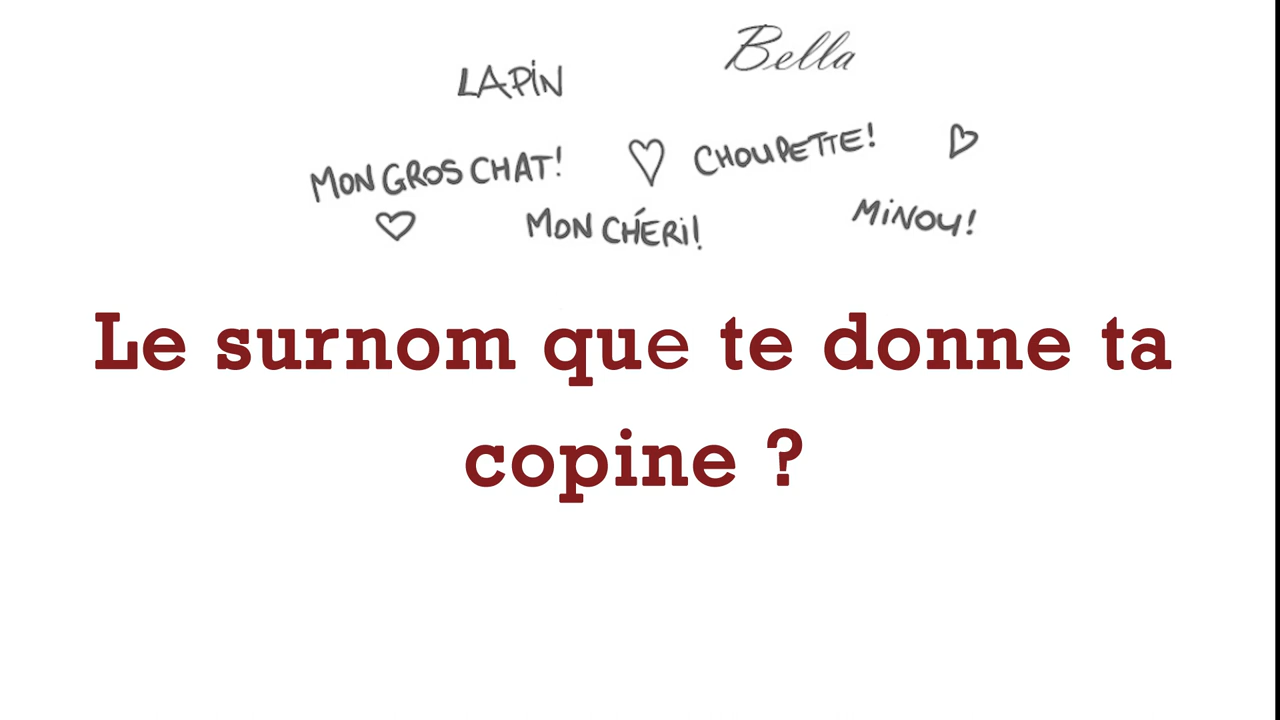 Bella
LAPIN
MON GROS CHAT!
CHOUPETTE!
MON CHÉRI!
MINOU!
Le surnom que te donne ta
copine ?